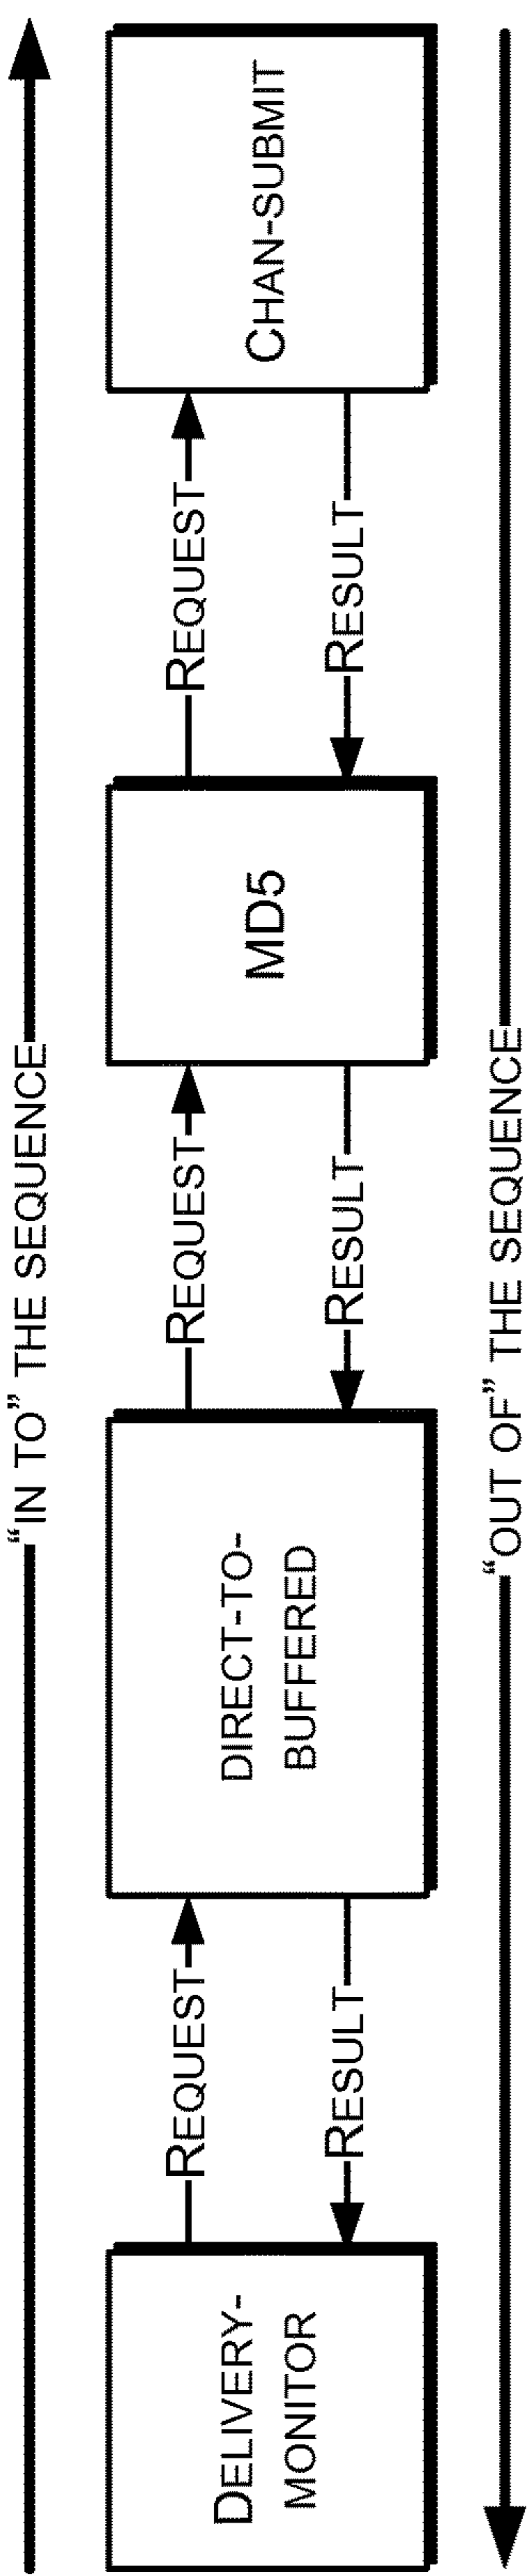 “IN TO” THE SEQUENCE
DELIVERY-
MONITOR
REQUEST
RESULT
DIRECT-TO-
BUFFERED
REQUEST
RESULT
MD5
REQUEST
RESULT
CHAN-SUBMIT
“OUT OF” THE SEQUENCE